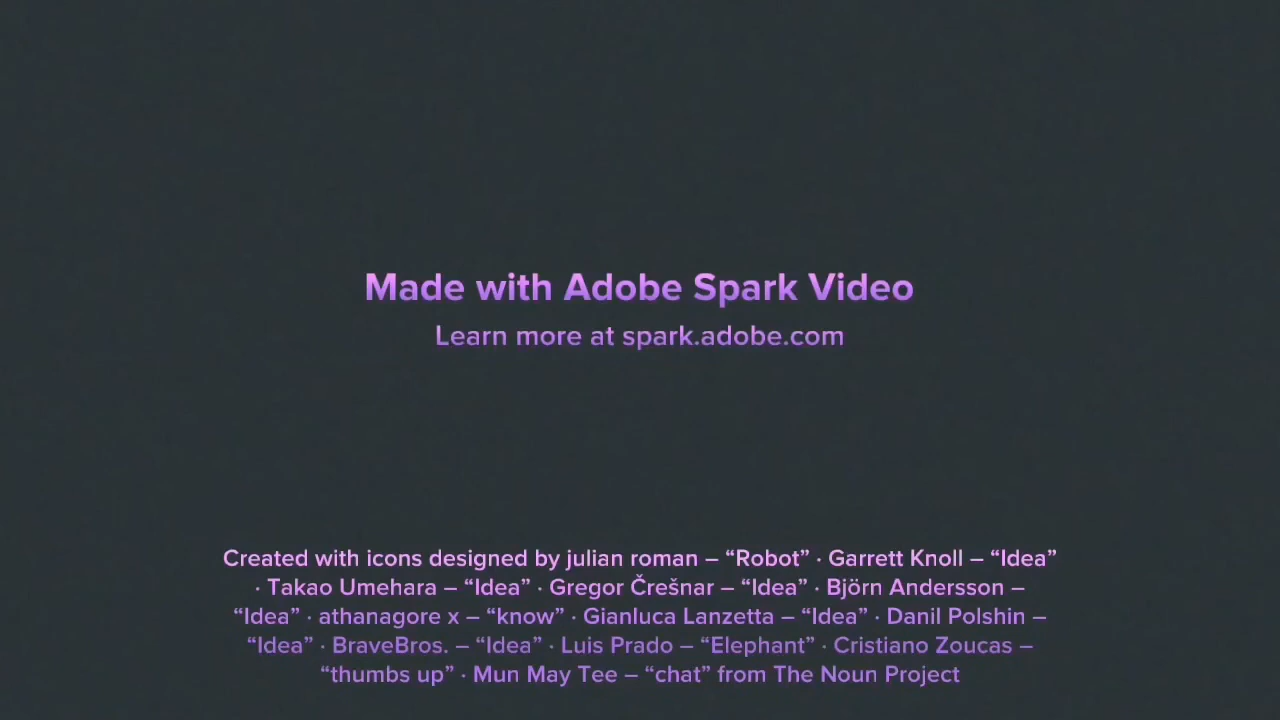 Made with Adobe Spark Video
Learn more at spark.adobe.com
Created with icons designed by julian roman – “Robot” · Garrett Knoll – “Idea”
· Takao Umehara – “Idea” · Gregor Črešnar – “Idea” · Björn Andersson –
“Idea” · athanagore x – “know” · Gianluca Lanzetta – “Idea” · Danil Polshin –
“Idea” · BraveBros. – “Idea” · Luis Prado – “Elephant” · Cristiano Zoucas –
“thumbs up” · Mun May Tee – “chat” from The Noun Project